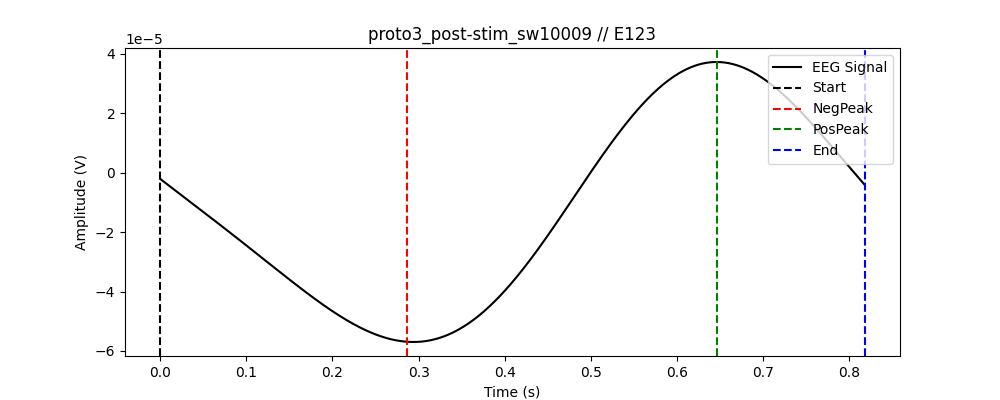 proto3_post-stim_sw10009 // E123
1e−5
4
2
0
−2
−4
−6
Amplitude (V)
EEG Signal
Start
NegPeak
PosPeak
End
0.0 0.1 0.2 0.3 0.4 0.5 0.6 0.7 0.8
Time (s)